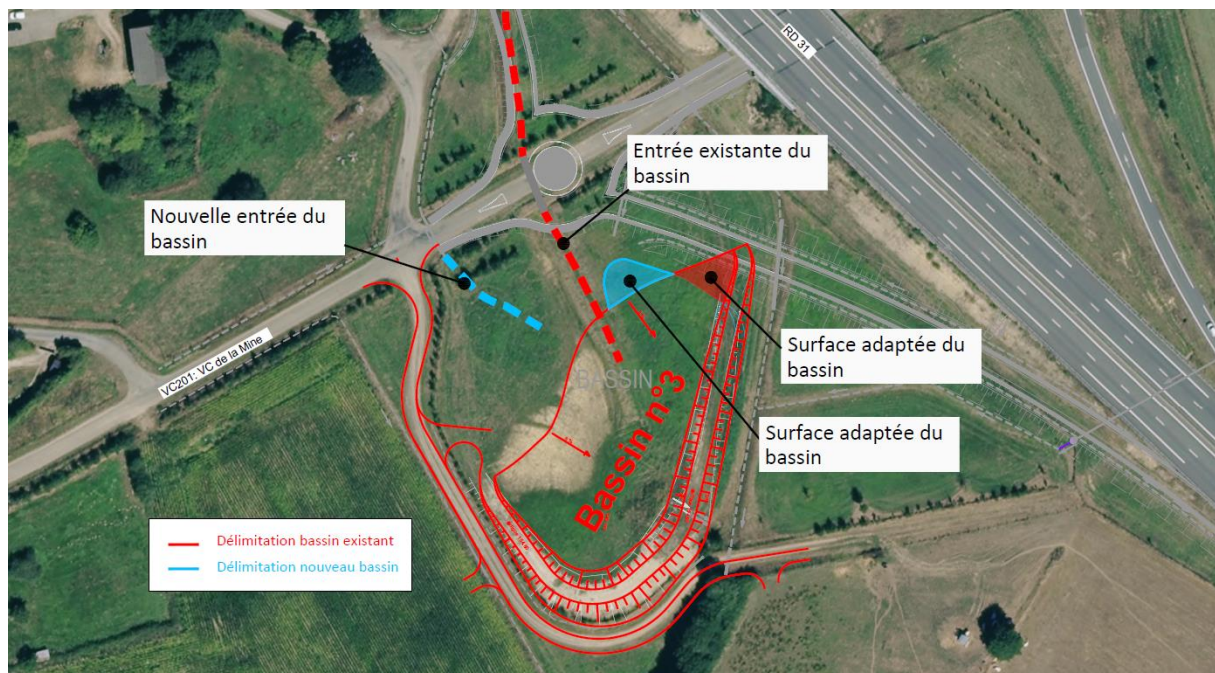 RD 31
Entrée existante du
bassin
Nouvelle entrée du
bassin
VC201: VC de la Mine
BASSIN
Bassin n°3
Surface adaptée du
bassin
Surface adaptée du
bassin
Délimitation bassin existant
Délimitation nouveau bassin